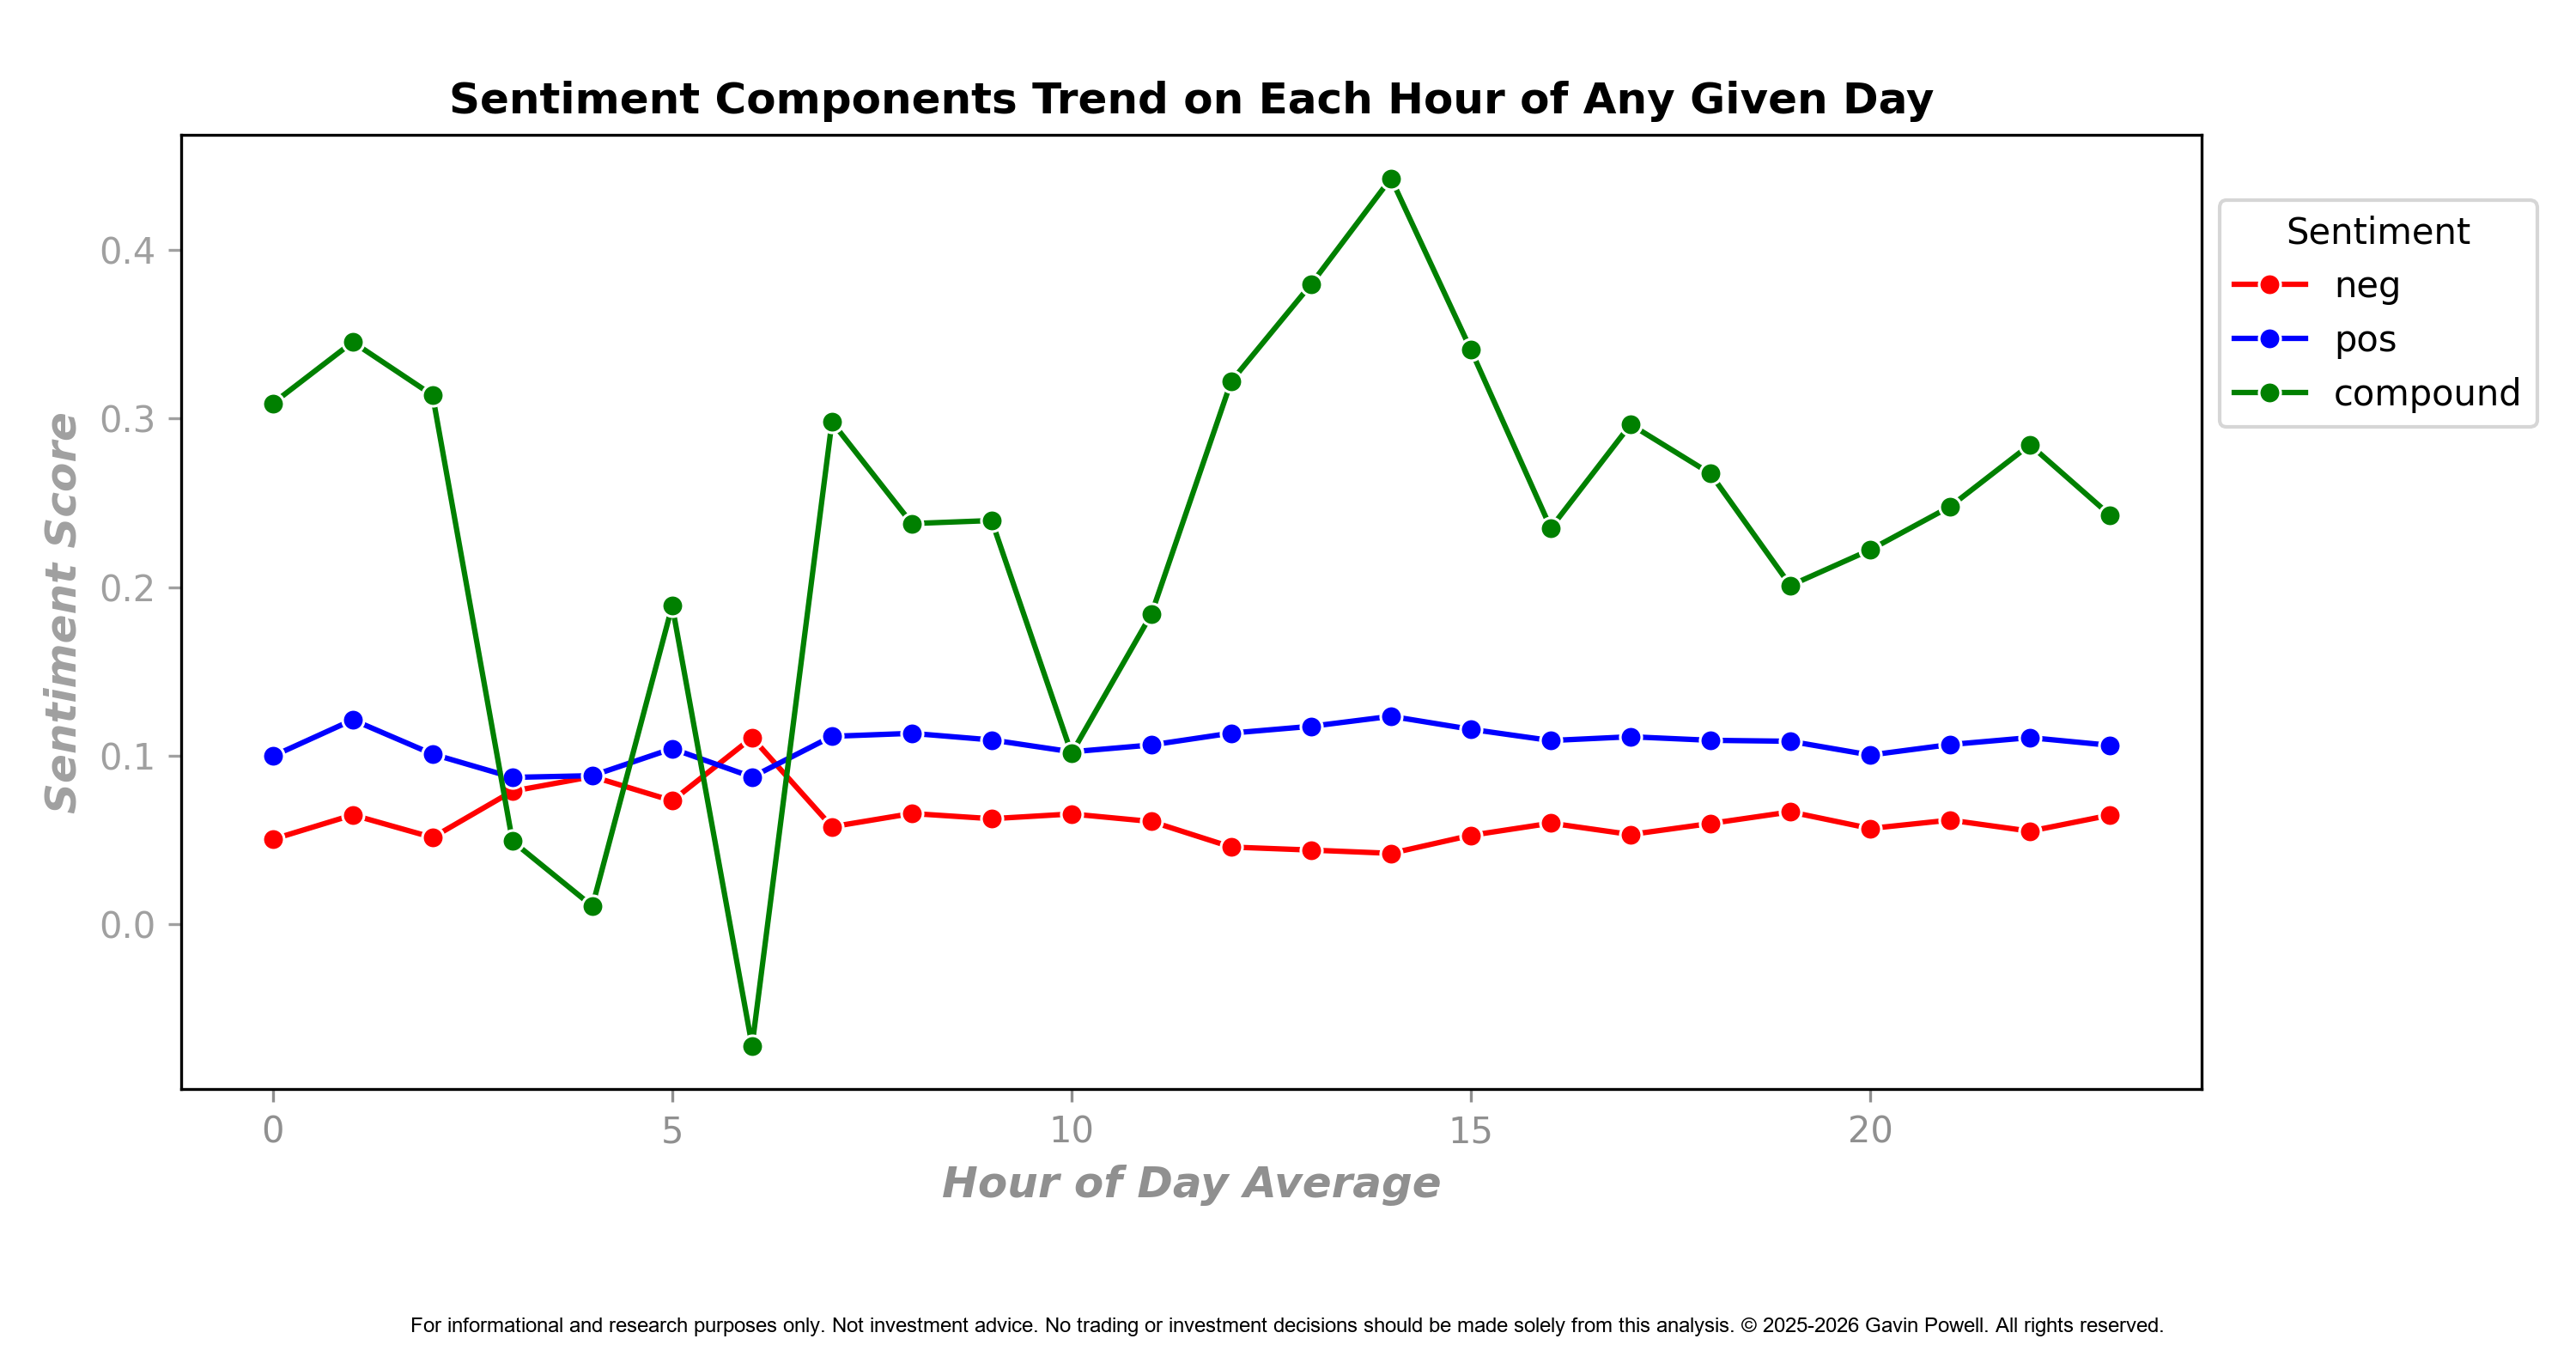 Sentiment Components Trend on Each Hour of Any Given Day
Sentiment Score
0.4
0.3
0.2
0.1
0.0
0
5
10
15
20
Hour of Day Average
Sentiment
neg
pos
compound
For informational and research purposes only. Not investment advice. No trading or investment decisions should be made solely from this analysis. © 2025-2026 Gavin Powell. All rights reserved.